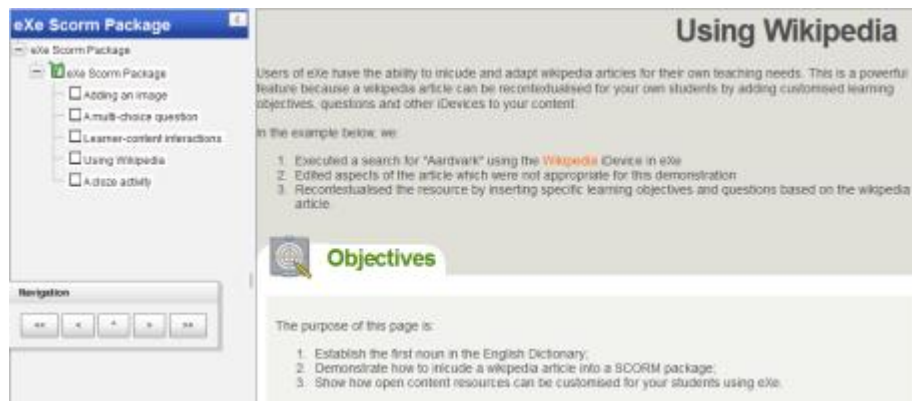 eXe Scorm Package
eXe Scorm Package
eXe Scorm Package
Adding an image
A multi-choice question
Learner-content interactions
Using Wikipedia
A cloze activity
Navigation
<< < ^ > >>
Using Wikipedia
Users of eXe have the ability to inlcude and adapt wikipedia articles for their own teaching needs. This is a powerful
feature because a wikipedia article can be recontextualised for your own students by adding customised learning
objectives, questions and other iDevices to your content.
In the example below, we:
1. Executed a search for "Aardvark" using the Wikipedia iDevice in eXe
2. Edited aspects of the article which were not appropriate for this demonstration
3. Recontextualised the resource by inserting specific learning objectives and questions based on the wikipedia
article
Objectives
The purpose of this page is:
1. Establish the first noun in the English Dictionary;
2. Demonstrate how to inlcude a wikipedia article into a SCORM package;
3. Show how open content resources can be customised for your students using eXe.